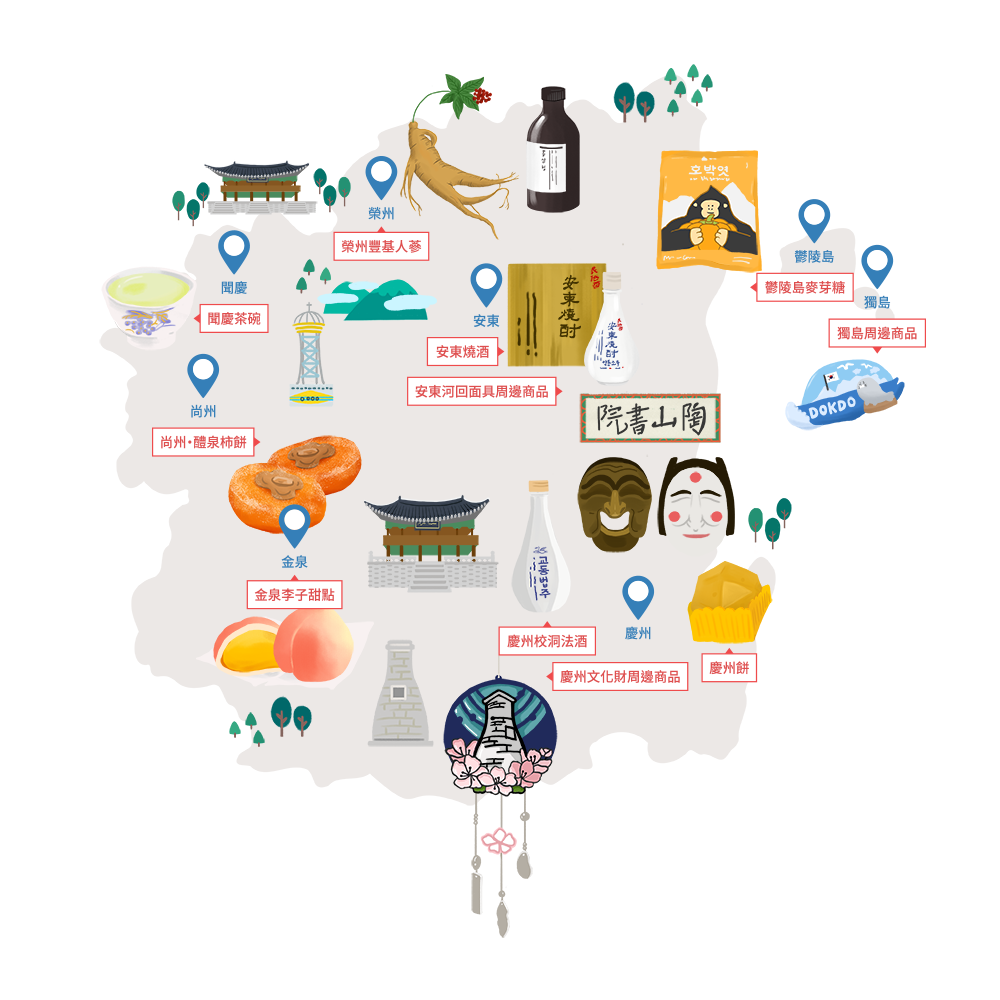 호박엿
榮州
榮州豐基人蔘
鬱陵島
聞慶
鬱陵島麥芽糖
獨島
聞慶茶碗
安東
安東燒酎
安東燒酎
獨島周邊商品
安東燒酒
DOKDO
安東河回面具周邊商品
尚州
院書山陶
尚州·醴泉柿餅
金泉
교동법주
金泉李子甜點
慶州
慶州校洞法酒
慶州文化財周邊商品
慶州餅